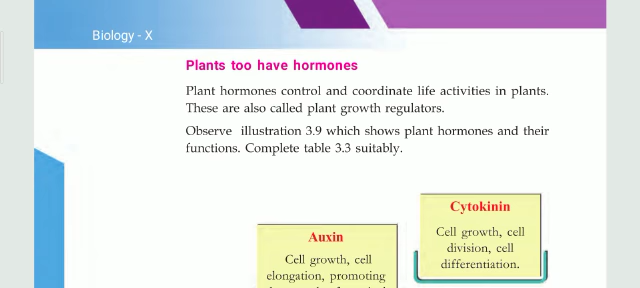 Biology - X
Plants too have hormones
Plant hormones control and coordinate life activities in plants.
These are also called plant growth regulators.
Observe illustration 3.9 which shows plant hormones and their
functions. Complete table 3.3 suitably.
Cytokinin
Cell growth, cell
division, cell
differentiation.
Auxin
Cell growth, cell
elongation, promoting